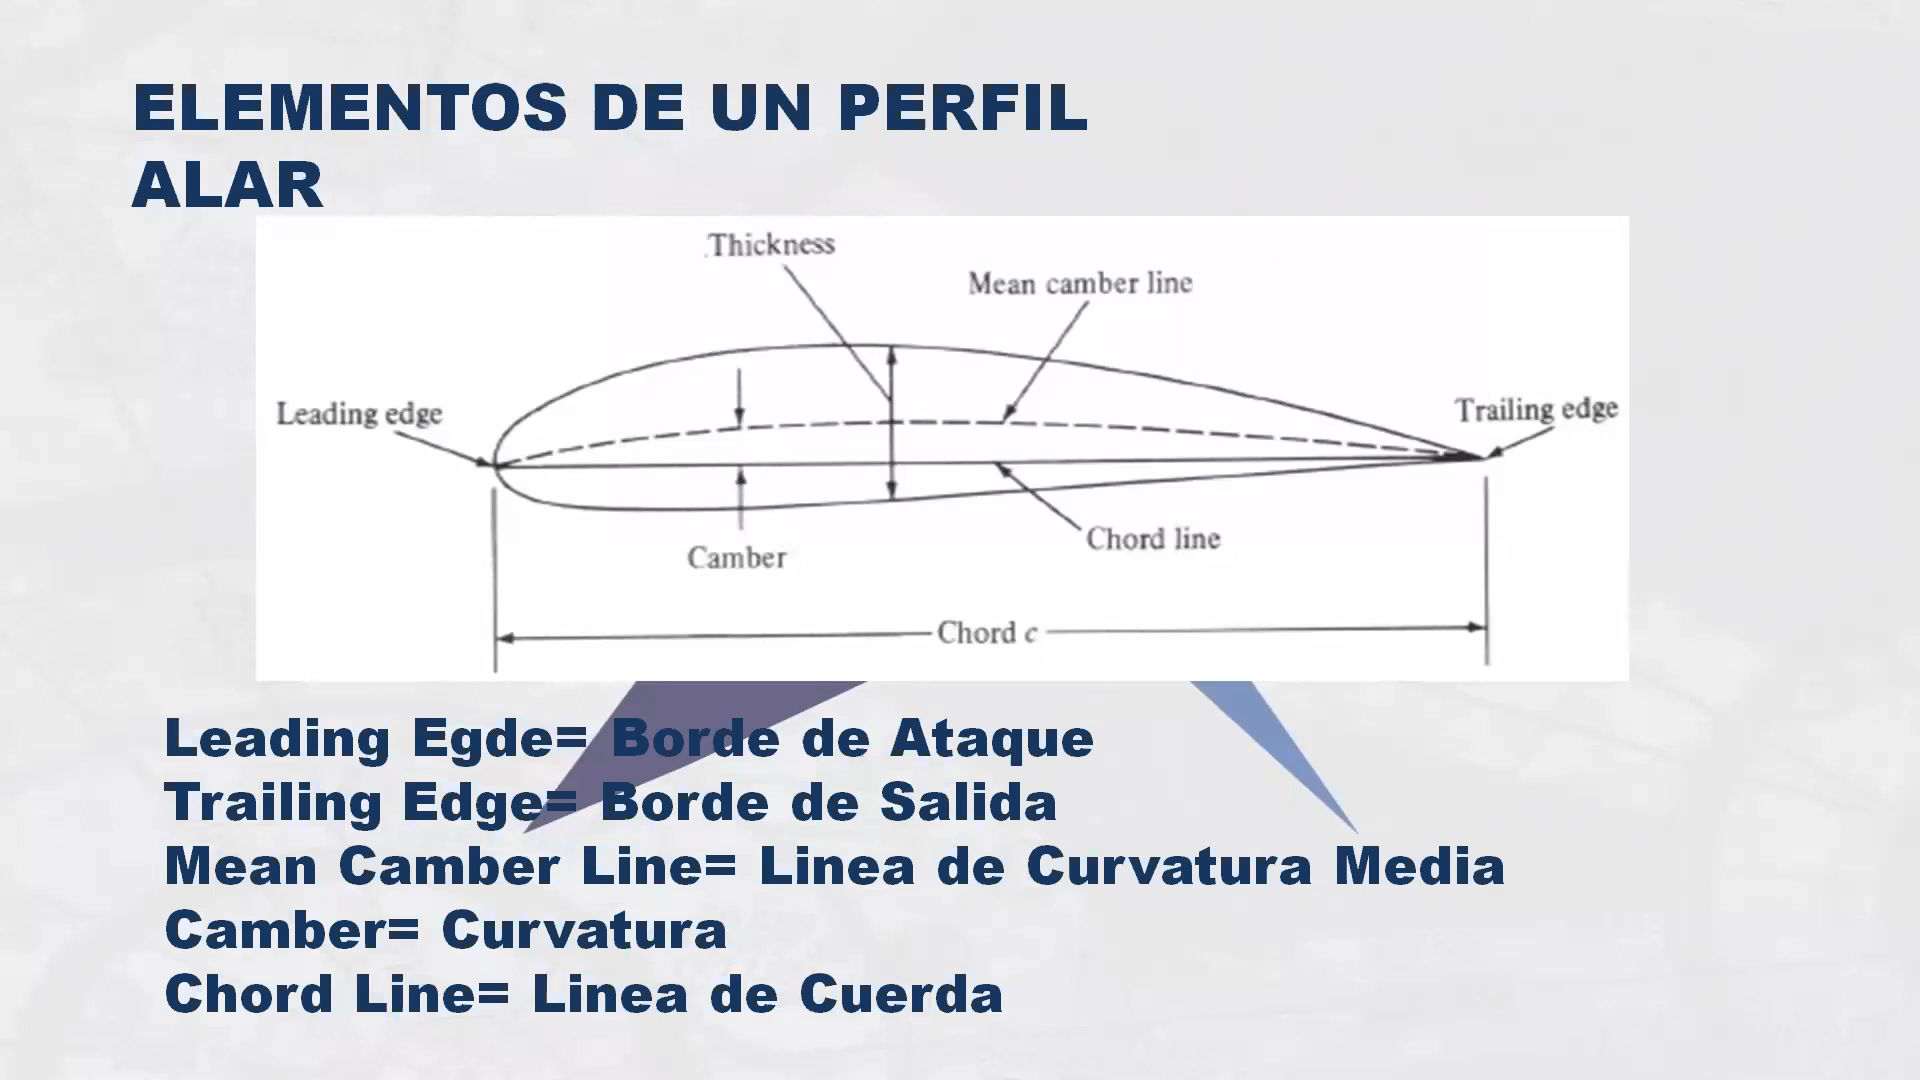 ELEMENTOS DE UN PERFIL
ALAR
Thickness
Mean camber line
Leading edge
Trailing edge
Chord line
Camber
Chord c
Leading Egde= Borde de Ataque
Trailing Edge= Borde de Salida
Mean Camber Line= Linea de Curvatura Media
Camber= Curvatura
Chord Line= Linea de Cuerda